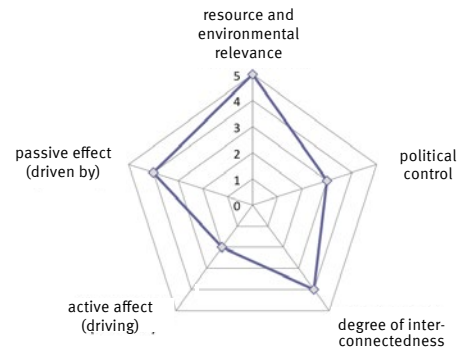 resource and
environmental
relevance
5
4
3
2
1
0
passive effect
(driven by)
political
control
active affect
(driving)
degree of inter-
connectedness